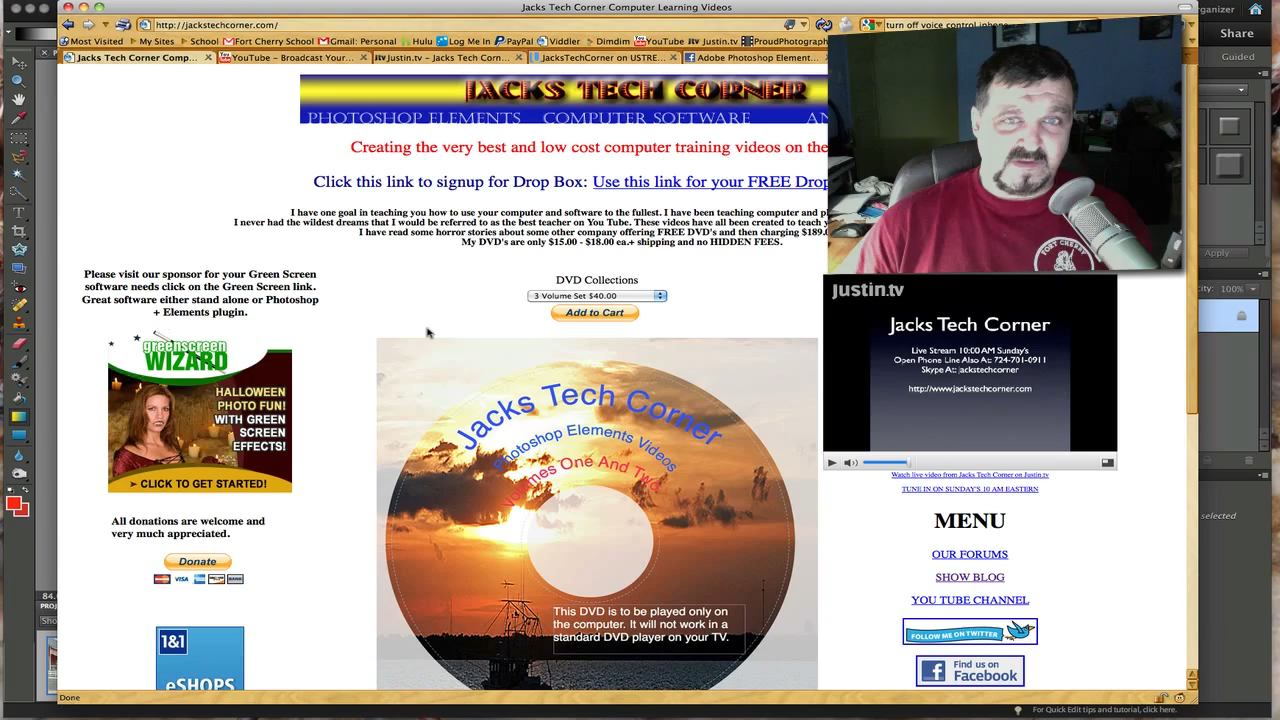 Jacks Tech Corner Computer Learning Videos
http://jackstechcorner.com/
turn off voice control iphone
rganizer
Most Visited
My Sites
School
Fort Cherry School
Gmail: Personal
Hulu
Log Me In
PayPal
Viddler
Dimdim
YouTube
Justin.tv
ProudPhotograph
Share
Jacks Tech Corner Comp...
YouTube – Broadcast Your...
Justin.tv – Jacks Tech Corn...
JacksTechCorner on USTRE...
Adobe Photoshop Element...
Guided
JACKS TECH CORNER
PHOTOSHOP ELEMENTS COMPUTER SOFTWARE AN
Creating the very best and low cost computer training videos on the
Click this link to signup for Drop Box: Use this link for your FREE Drop
I have one goal in teaching you how to use your computer and software to the fullest. I have been teaching computer and pl
I never had the wildest dreams that I would be referred to as the best teacher on You Tube. These videos have all been created to teach y
I have read some horror stories about some other company offering FREE DVD's and then charging $189.
My DVD's are only $15.00 - $18.00 ea.+ shipping and no HIDDEN FEES.
FORT CHERRY
Apply
100%
Please visit our sponsor for your Green Screen
software needs click on the Green Screen link.
Great software either stand alone or Photoshop
+ Elements plugin.
DVD Collections
3 Volume Set $40.00
Add to Cart
greenscreen
WIZARD
HALLOWEEN
PHOTO FUN!
WITH GREEN
SCREEN
EFFECTS!
CLICK TO GET STARTED!
Jacks Tech Corner
Photoshop Elements Videos
Volumes One And Two
This DVD is to be played only on
the computer. It will not work in a
standard DVD player on your TV.
Justin.tv
Jacks Tech Corner
Live Stream 10:00 AM Sunday's
Open Phone Line Also At: 724-701-0911
Skype At: jackstechcorner
http://www.jackstechcorner.com
Watch live video from Jacks Tech Corner on Justin.tv
TUNE IN ON SUNDAY'S 10 AM EASTERN
MENU
OUR FORUMS
SHOW BLOG
YOU TUBE CHANNEL
FOLLOW ME ON TWITTER
Find us on
Facebook
selected
All donations are welcome and
very much appreciated.
Donate
VISA
1&1
eSHOPS
84.
PROJ
Sho
Done
For Quick Edit tips and tutorial, click here.